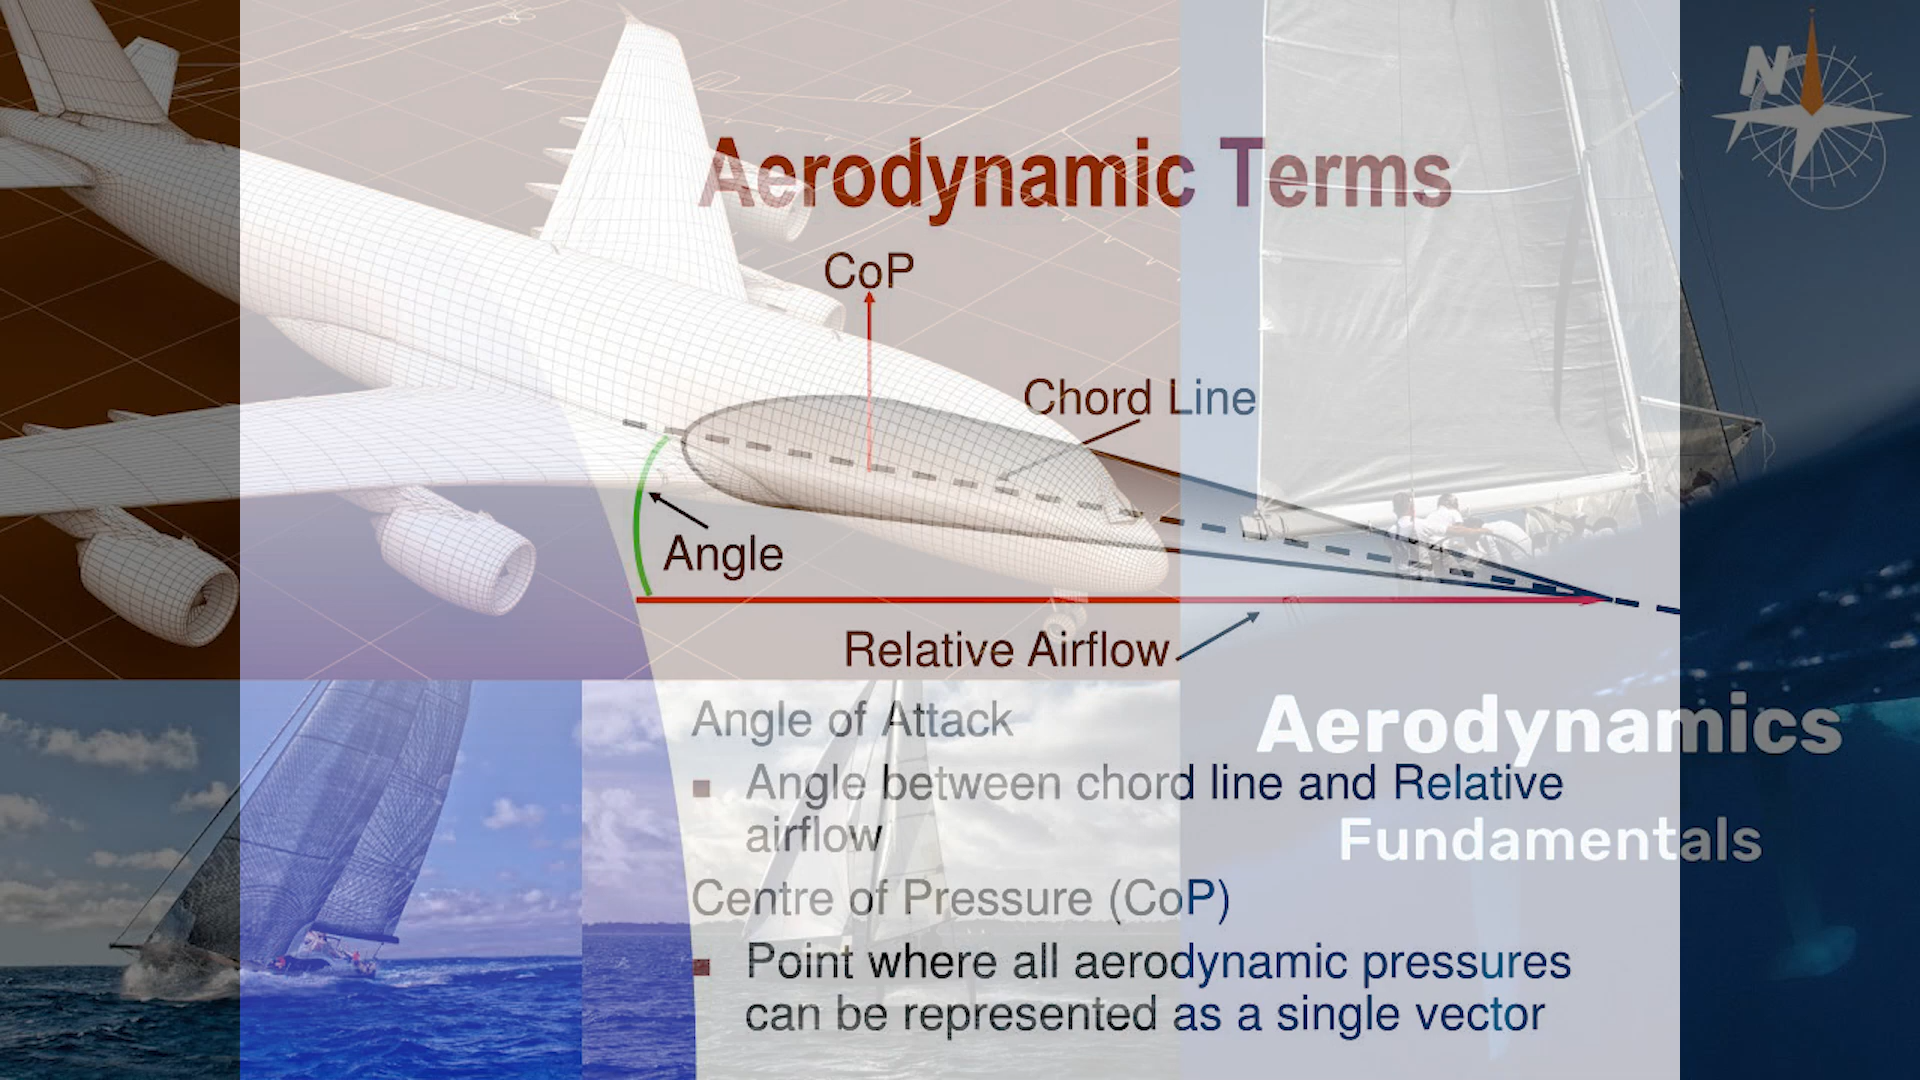 N
Aerodynamic Terms
CoP
Chord Line
Angle
Relative Airflow
Angle of Attack
Angle between chord line and Relative
airflow
Centre of Pressure (CoP)
Point where all aerodynamic pressures
can be represented as a single vector
Aerodynamics
Fundamentals